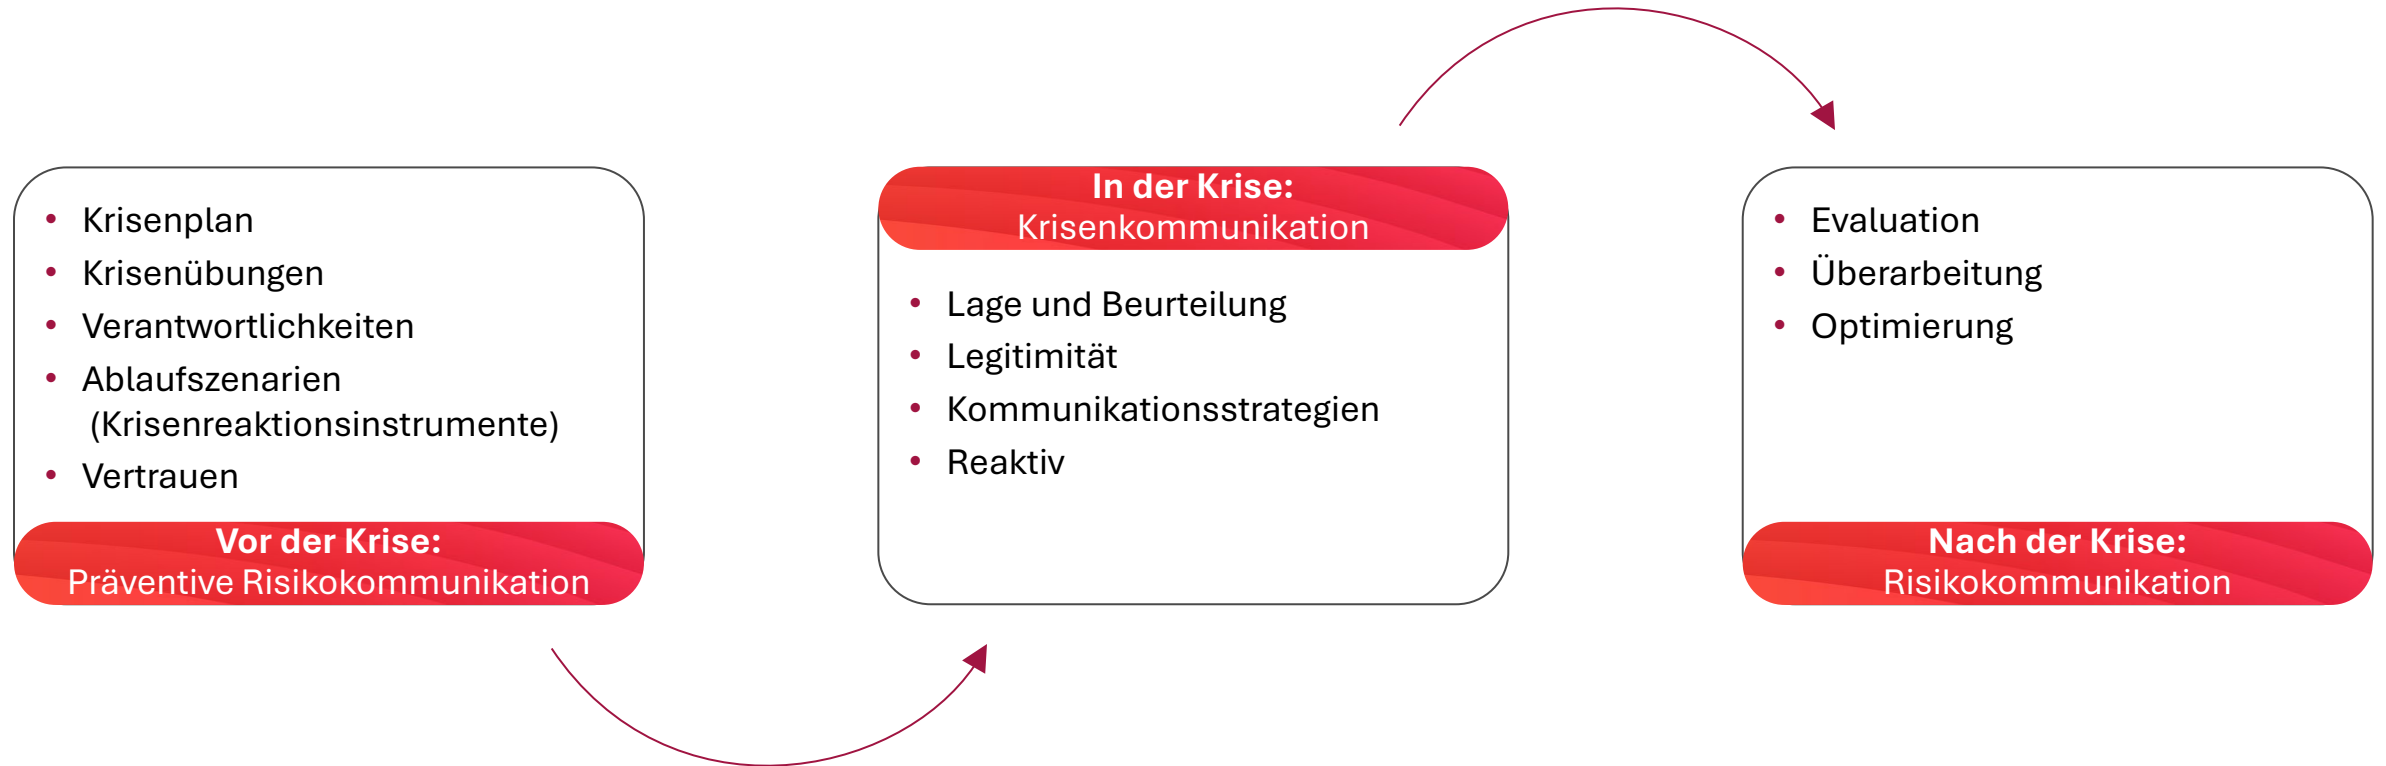 • Krisenplan
• Krisenübungen
• Verantwortlichkeiten
• Ablaufszenarien
(Krisenreaktionsinstrumente)
• Vertrauen
Vor der Krise:
Präventive Risikokommunikation
In der Krise:
Krisenkommunikation
• Lage und Beurteilung
• Legitimität
• Kommunikationsstrategien
• Reaktiv
• Evaluation
• Überarbeitung
• Optimierung
Nach der Krise:
Risikokommunikation